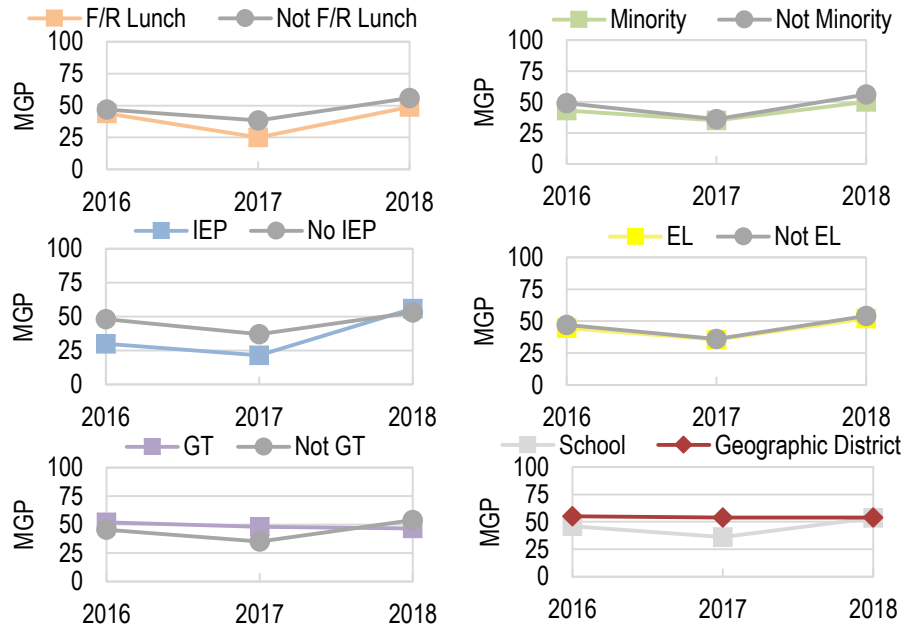 F/R Lunch Not F/R Lunch
100
75
50
25
0
MGP
2016 2017 2018
Minority Not Minority
100
75
50
25
0
MGP
2016 2017 2018
IEP No IEP
100
75
50
25
0
MGP
2016 2017 2018
EL Not EL
100
75
50
25
0
MGP
2016 2017 2018
GT Not GT
100
75
50
25
0
MGP
2016 2017 2018
School Geographic District
100
75
50
25
0
MGP
2016 2017 2018